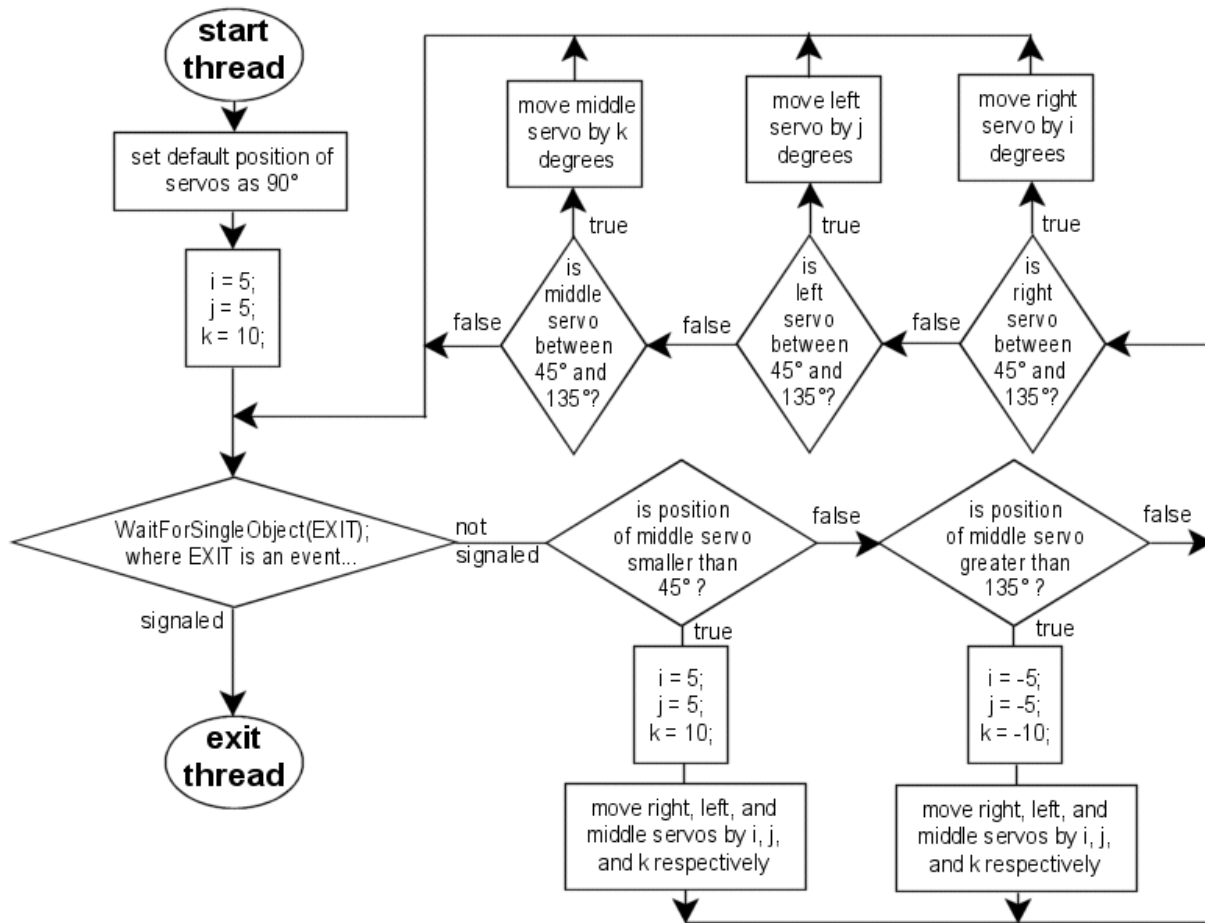 start
thread
set default position of
servos as 90°
i = 5;
j = 5;
k = 10;
WaitForSingleObject(EXIT);
where EXIT is an event...
signaled
exit
thread
not
signaled
is position
of middle servo
smaller than
45° ?
false
true
i = 5;
j = 5;
k = 10;
move right, left, and
middle servos by i, j,
and k respectively
is position
of middle servo
greater than
135° ?
false
true
i = -5;
j = -5;
k = -10;
move right, left, and
middle servos by i, j,
and k respectively
is
right
servo
between
45° and
135°?
true
false
move right
servo by i
degrees
is
left
servo
between
45° and
135°?
true
false
move left
servo by j
degrees
is
middle
servo
between
45° and
135°?
true
false
move middle
servo by k
degrees